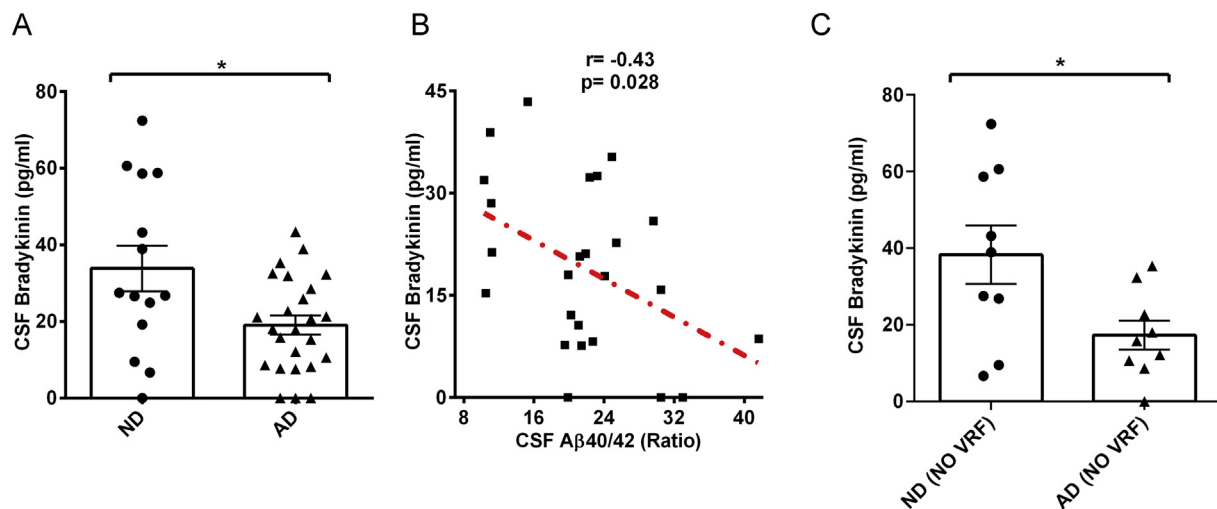 A
*
CSF Bradykinin (pg/ml)
80
60
40
20
0
ND
AD
B
r= -0.43
p= 0.028
CSF Bradykinin (pg/ml)
45
30
15
0
8
16
24
32
40
CSF Aβ40/42 (Ratio)
C
*
CSF Bradykinin (pg/ml)
80
60
40
20
0
ND (NO VRF)
AD (NO VRF)